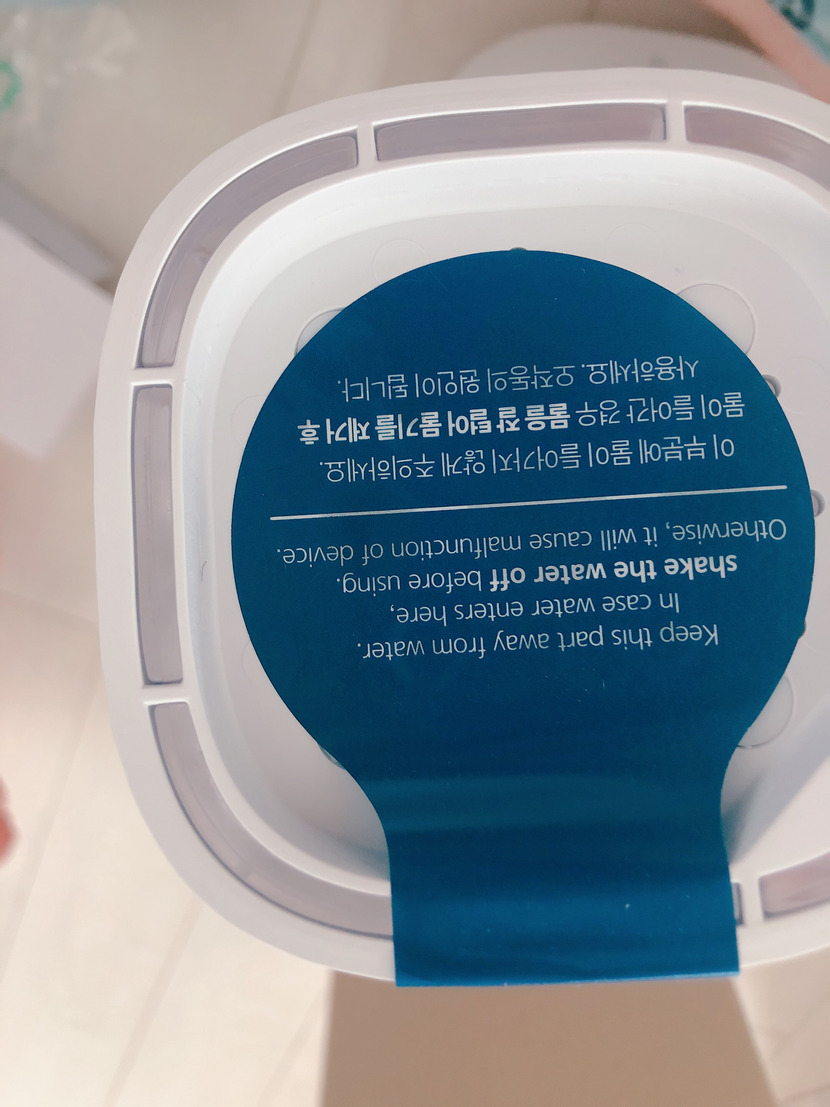 Keep this part away from water.
In case water enters here,
shake the water off before using.
Otherwise, it will cause malfunction of device.
이 부분에 물이 들어가지 않게 주의하세요.
물이 들어간 경우 물을 잘 털어 물기를 제거 후
사용하세요. 오작동의 원인이 됩니다.